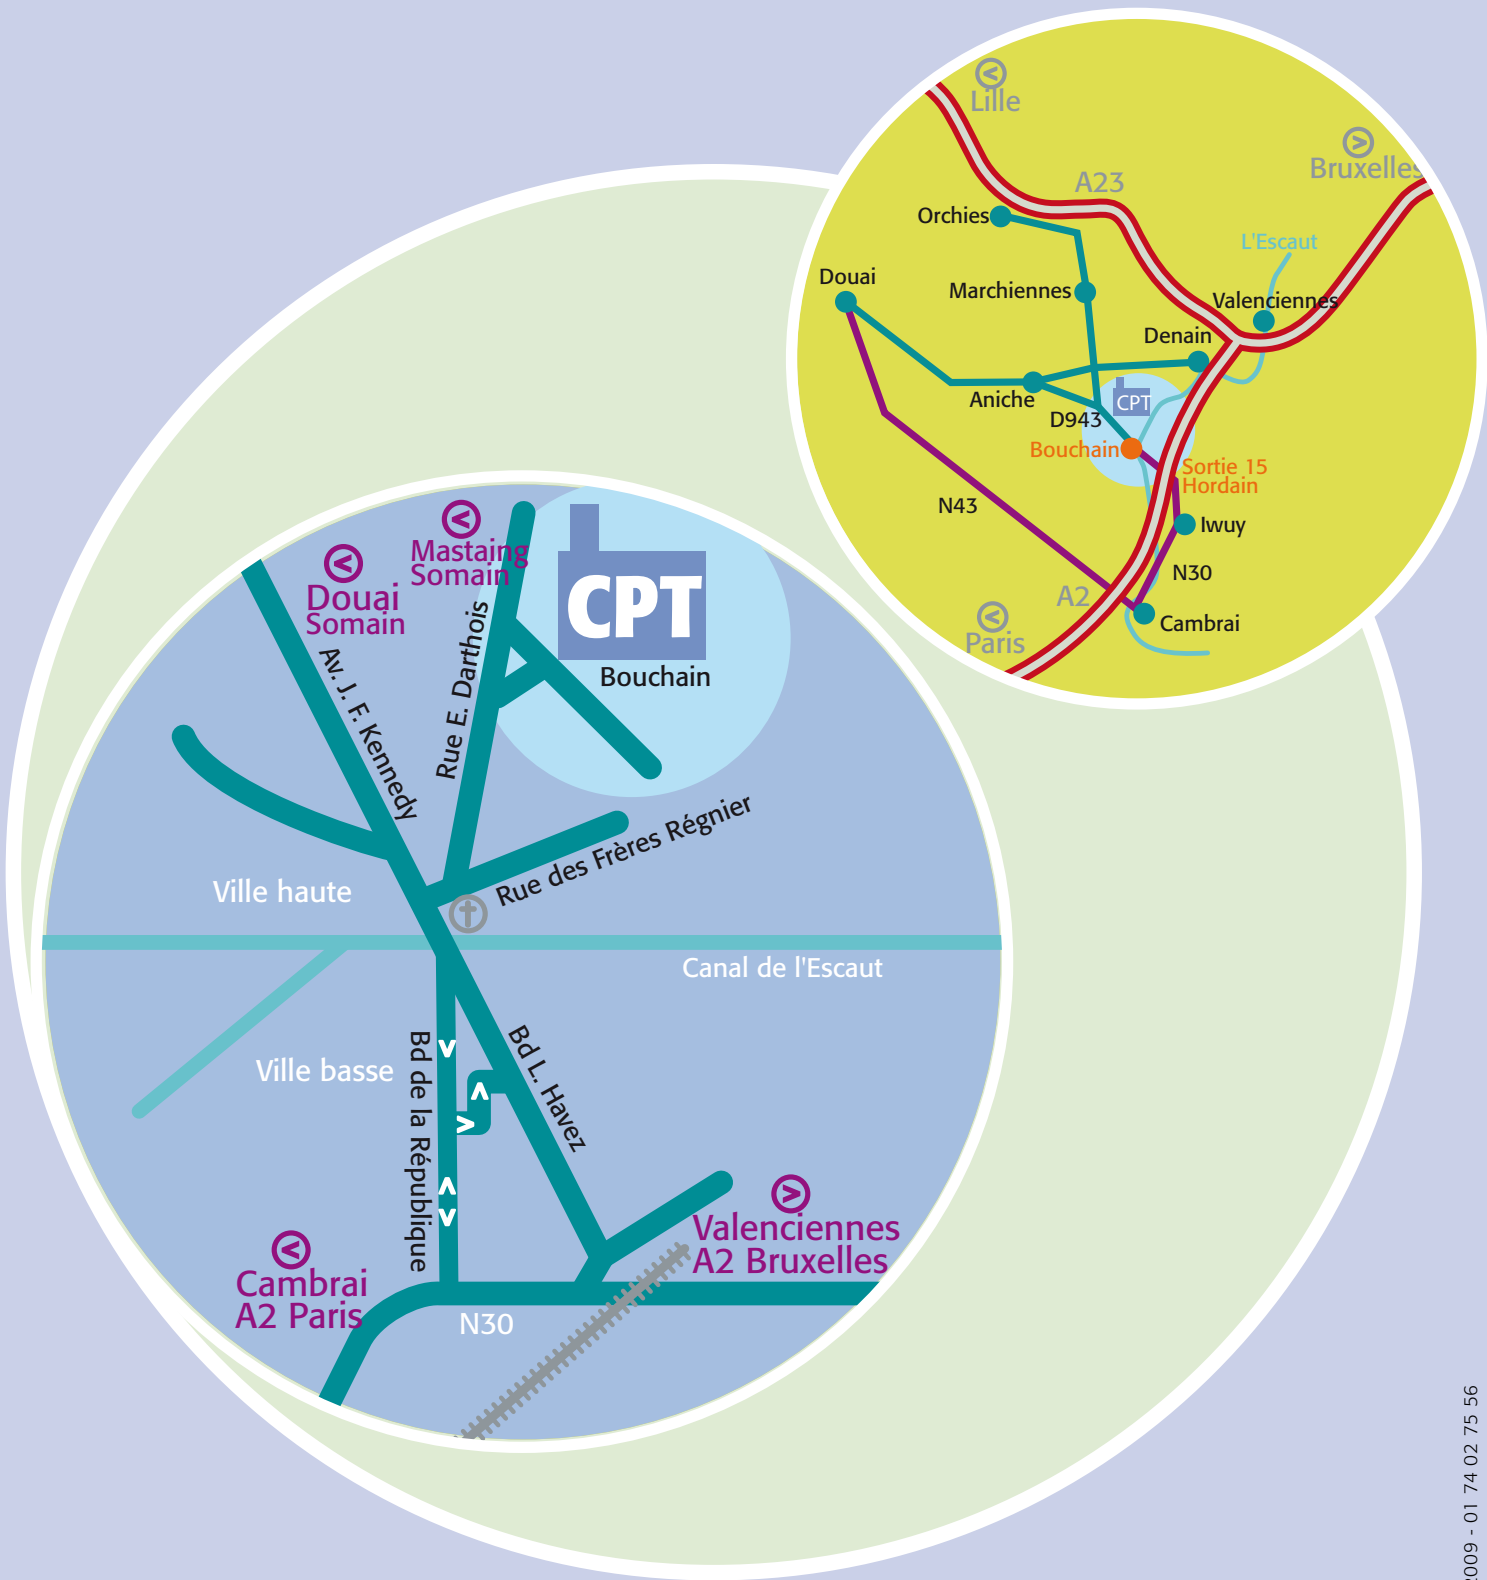 Lille
Bruxelles
A23
Orchies
L'Escaut
Douai
Marchiennes
Valenciennes
Denain
Aniche
CPT
D943
Bouchain
Sortie 15
Hordain
N43
Iwuy
N30
A2
Cambrai
Paris
Mastaing
Somain
Douai
Somain
CPT
Bouchain
Av. J. F. Kennedy
Rue E. Darthois
Rue des Frères Régnier
Ville haute
Canal de l'Escaut
Ville basse
Bd de la République
Bd L. Havez
Valenciennes
A2 Bruxelles
Cambrai
A2 Paris
N30
2009 - 01 74 02 75 56